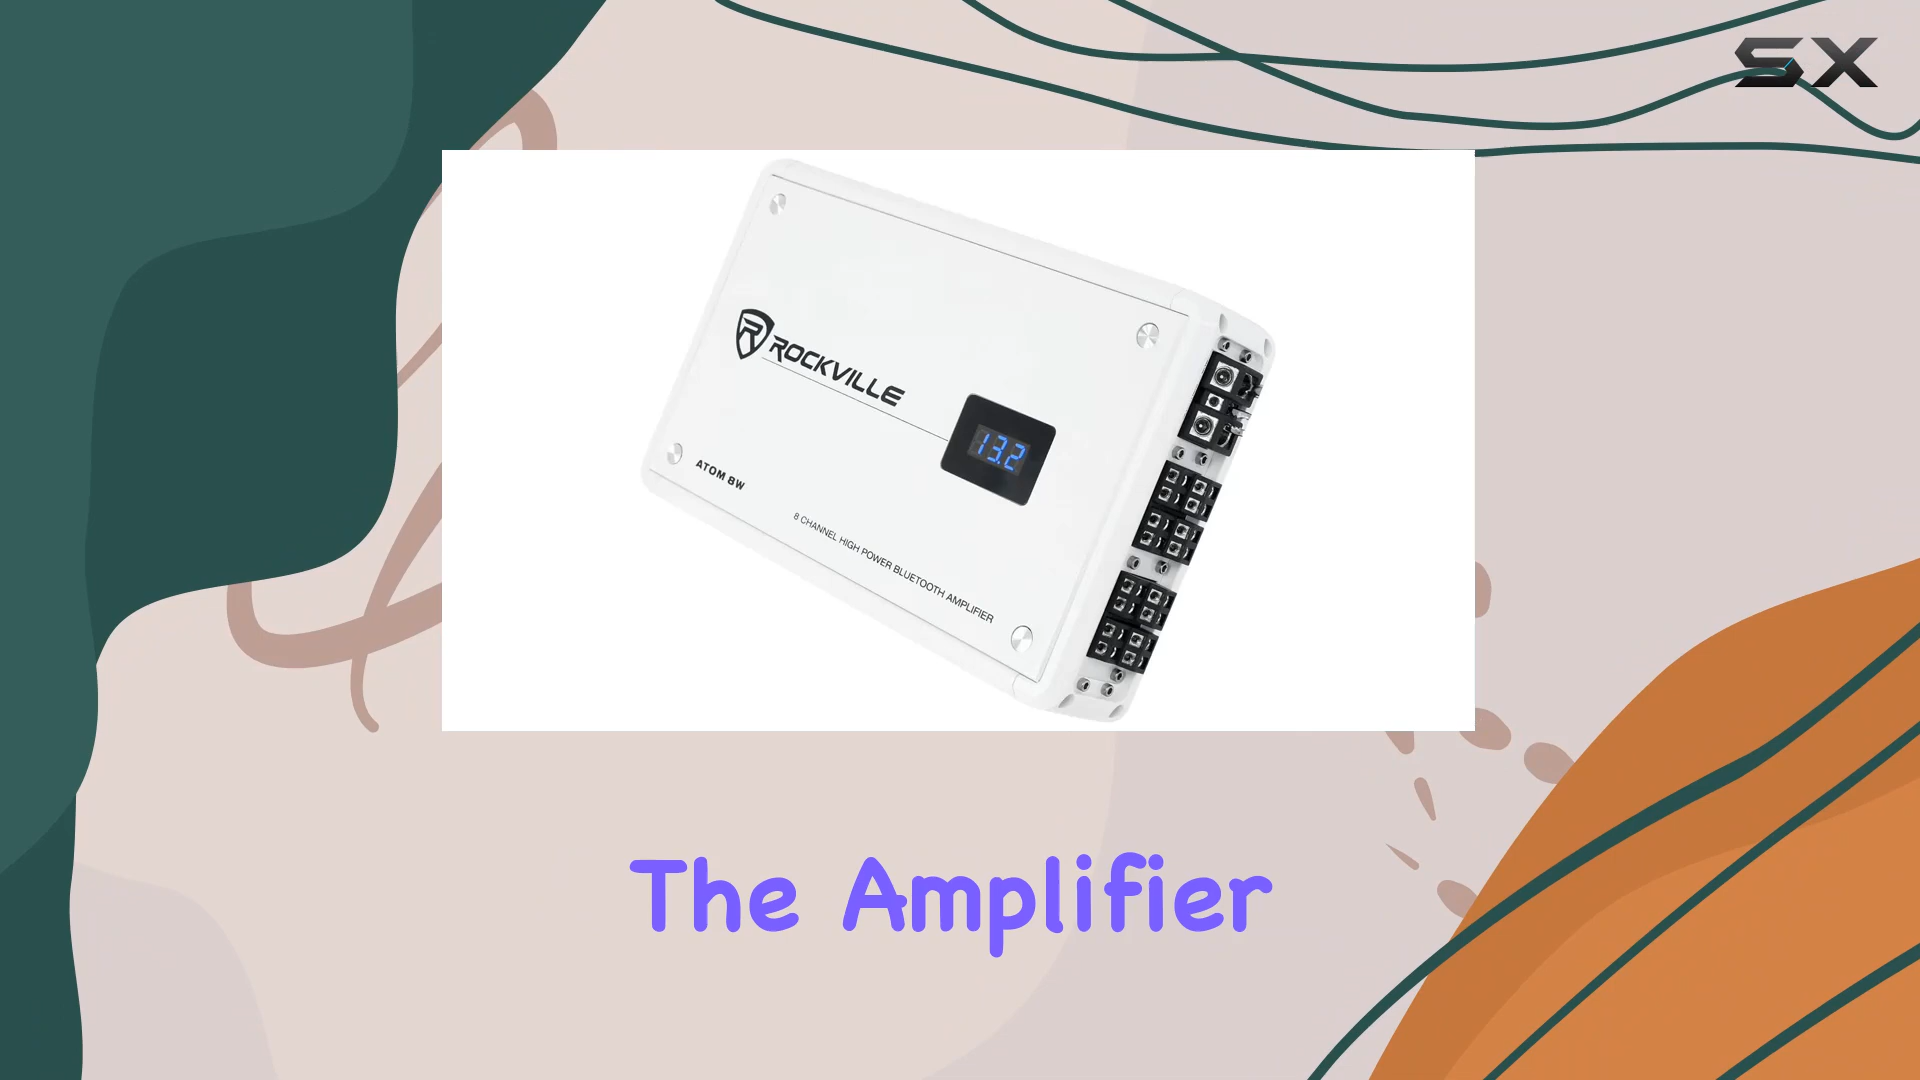 SX
R ROCKVILLE
13.2
ATOM 8W
8 CHANNEL HIGH POWER BLUETOOTH AMPLIFIER
The Amplifier